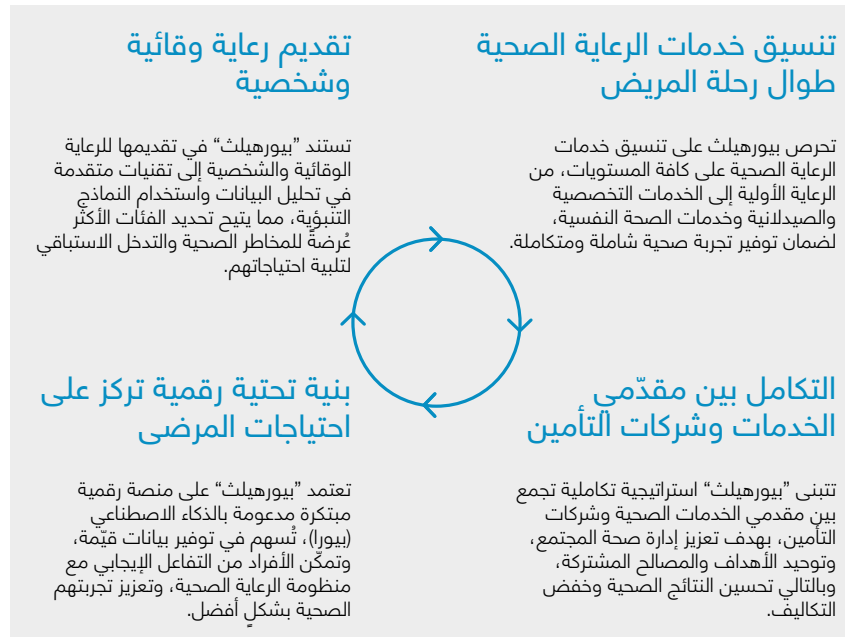 تنسيق خدمات الرعاية الصحية
طوال رحلة المريض
تحرص بيورهيلث على تنسيق خدمات
الرعاية الصحية على كافة المستويات، من
الرعاية الأولية إلى الخدمات التخصصية
والصيدلانية وخدمات الصحة النفسية،
لضمان توفير تجربة صحية شاملة ومتكاملة.
تقديم رعاية وقائية
وشخصية
تستند ”بيورهيلث“ في تقديمها للرعاية
الوقائية والشخصية إلى تقنيات متقدمة
في تحليل البيانات واستخدام النماذج
التنبؤية، مما يتيح تحديد الفئات الأكثر
عُرضةً للمخاطر الصحية والتدخل الاستباقي
لتلبية احتياجاتهم.
التكامل بين مقدّمي
الخدمات وشركات التأمين
تتبنى ”بيورهيلث“ استراتيجية تكاملية تجمع
بين مقدمي الخدمات الصحية وشركات
التأمين، بهدف تعزيز إدارة صحة المجتمع،
وتوحيد الأهداف والمصالح المشتركة،
وبالتالي تحسين النتائج الصحية وخفض
التكاليف.
بنية تحتية رقمية تركز على
احتياجات المرضى
تعتمد ”بيورهيلث“ على منصة رقمية
مبتكرة مدعومة بالذكاء الاصطناعي
(بيورا)، تُسهم في توفير بيانات قيّمة،
وتمكّن الأفراد من التفاعل الإيجابي مع
منظومة الرعاية الصحية، وتعزيز تجربتهم
الصحية بشكلٍ أفضل.